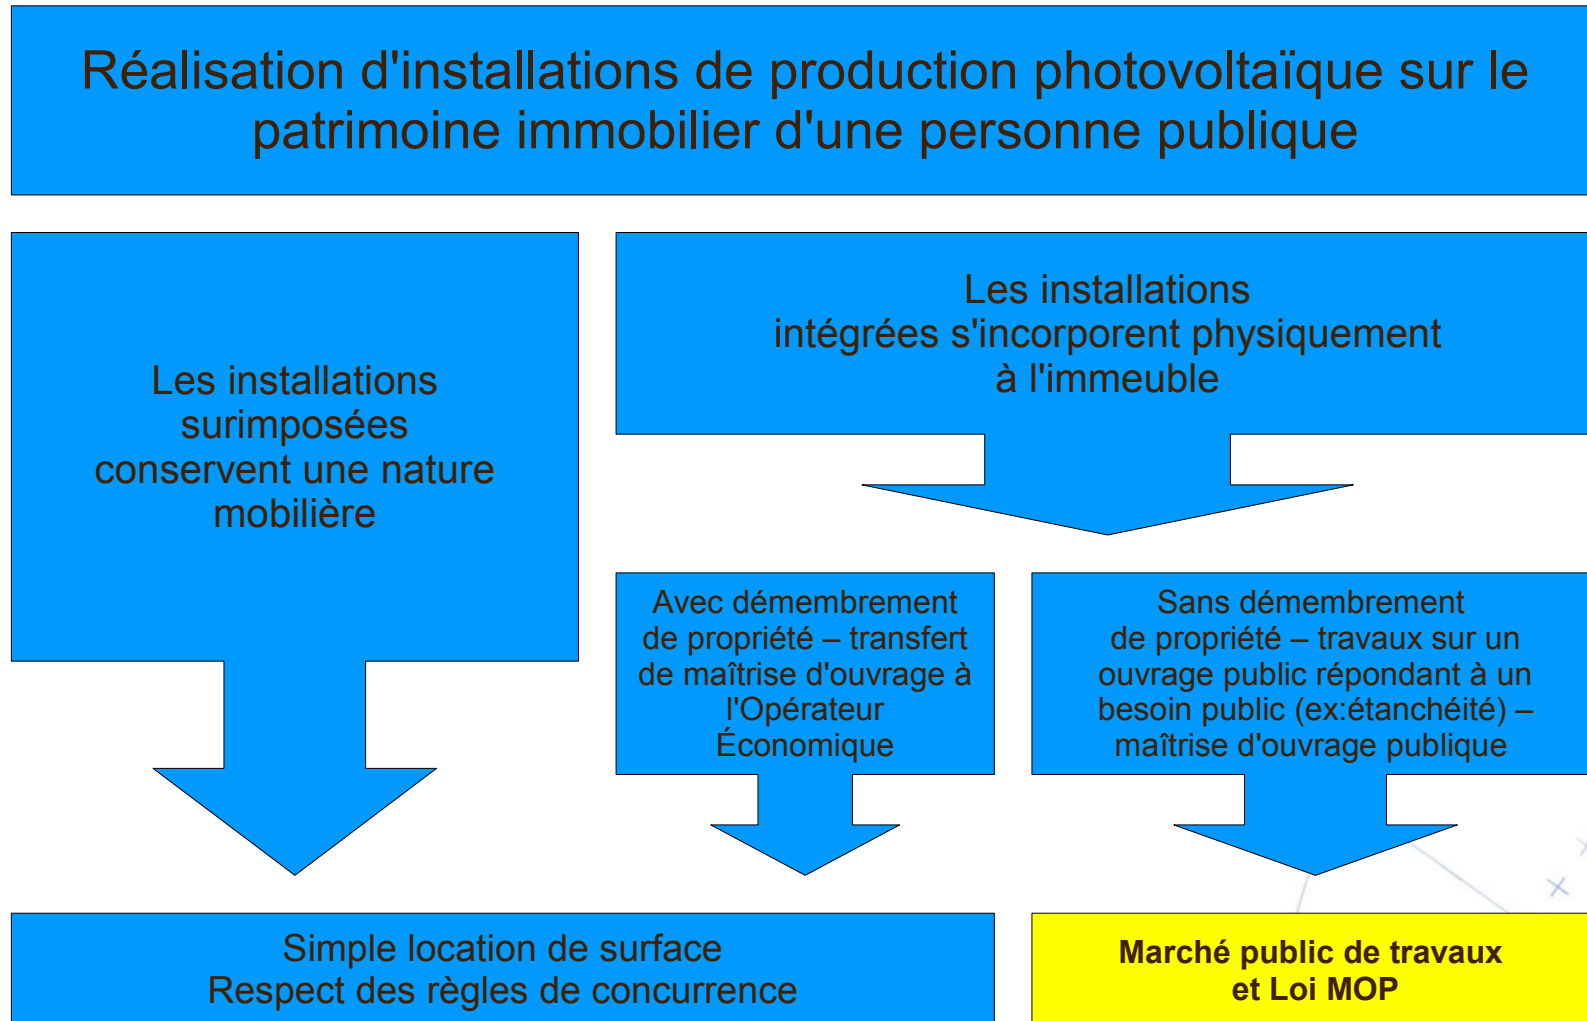 Réalisation d'installations de production photovoltaïque sur le
patrimoine immobilier d'une personne publique
Les installations
surimposées
conservent une nature
mobilière
Les installations
intégrées s'incorporent physiquement
à l'immeuble
Avec démembrement
de propriété – transfert
de maîtrise d'ouvrage à
l'Opérateur
Économique
Sans démembrement
de propriété – travaux sur un
ouvrage public répondant à un
besoin public (ex:étanchéité) –
maîtrise d'ouvrage publique
Simple location de surface
Respect des règles de concurrence
Marché public de travaux
et Loi MOP